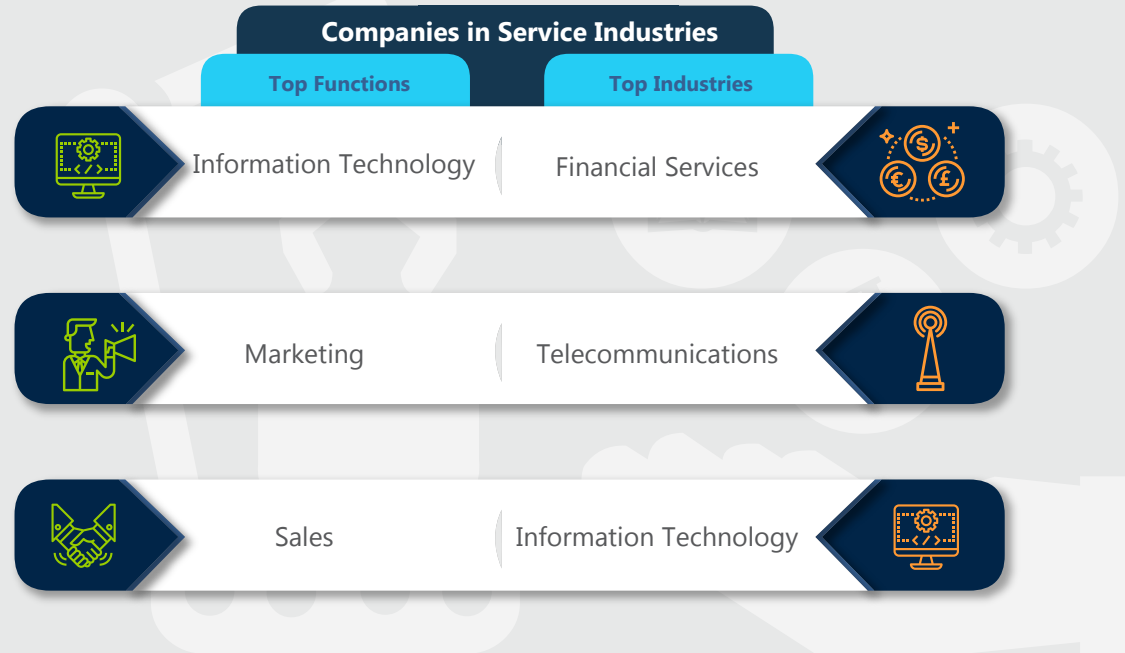 Companies in Service Industries
Top Functions
Top Industries
Information Technology
Financial Services
Marketing
Telecommunications
Sales
Information Technology